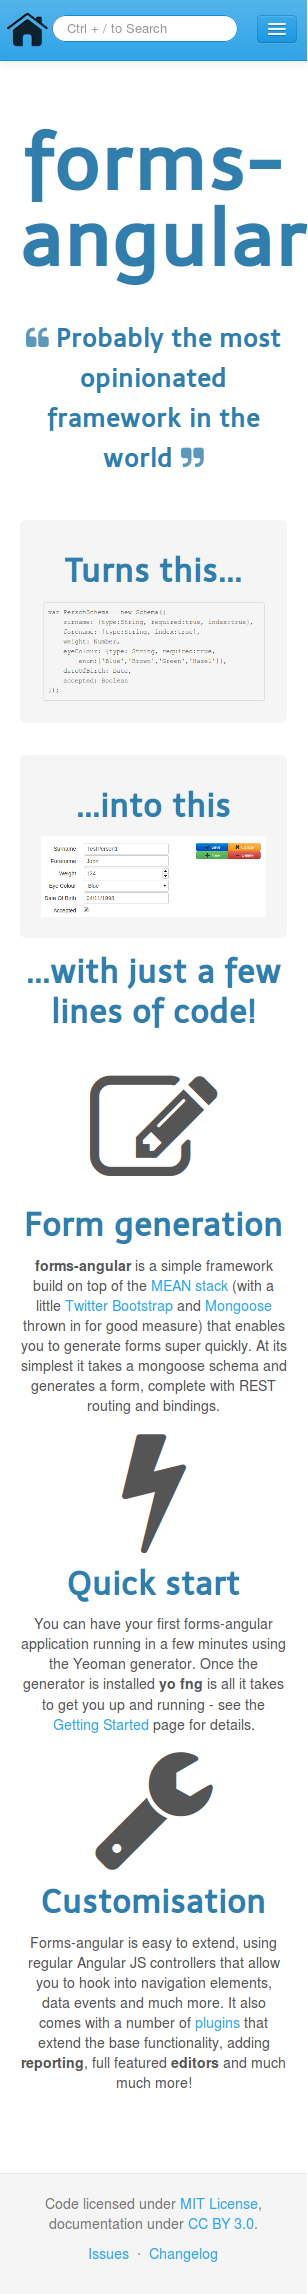 Ctrl + / to Search
forms-
angular
❝ Probably the most
opinionated
framework in the
world ❞
Turns this...
var PersonSchema = new Schema({
surname: {type:String, required:true, index:true},
forename: {type:String, index:true},
weight: Number,
eyeColour: {type: String, required:true,
enum:['Blue','Brown','Green','Hazel']},
dateOfBirth: Date,
accepted: Boolean
});
...into this
Surname TestPerson1 Save Cancel
Forename John New Delete
Weight 124
Eye Colour Blue
Date Of Birth 04/11/1998
Accepted
...with just a few
lines of code!
Form generation
forms-angular is a simple framework
build on top of the MEAN stack (with a
little Twitter Bootstrap and Mongoose
thrown in for good measure) that enables
you to generate forms super quickly. At its
simplest it takes a mongoose schema and
generates a form, complete with REST
routing and bindings.
Quick start
You can have your first forms-angular
application running in a few minutes using
the Yeoman generator. Once the
generator is installed yo fng is all it takes
to get you up and running - see the
Getting Started page for details.
Customisation
Forms-angular is easy to extend, using
regular Angular JS controllers that allow
you to hook into navigation elements,
data events and much more. It also
comes with a number of plugins that
extend the base functionality, adding
reporting, full featured editors and much
much more!
Code licensed under MIT License,
documentation under CC BY 3.0.
Issues · Changelog